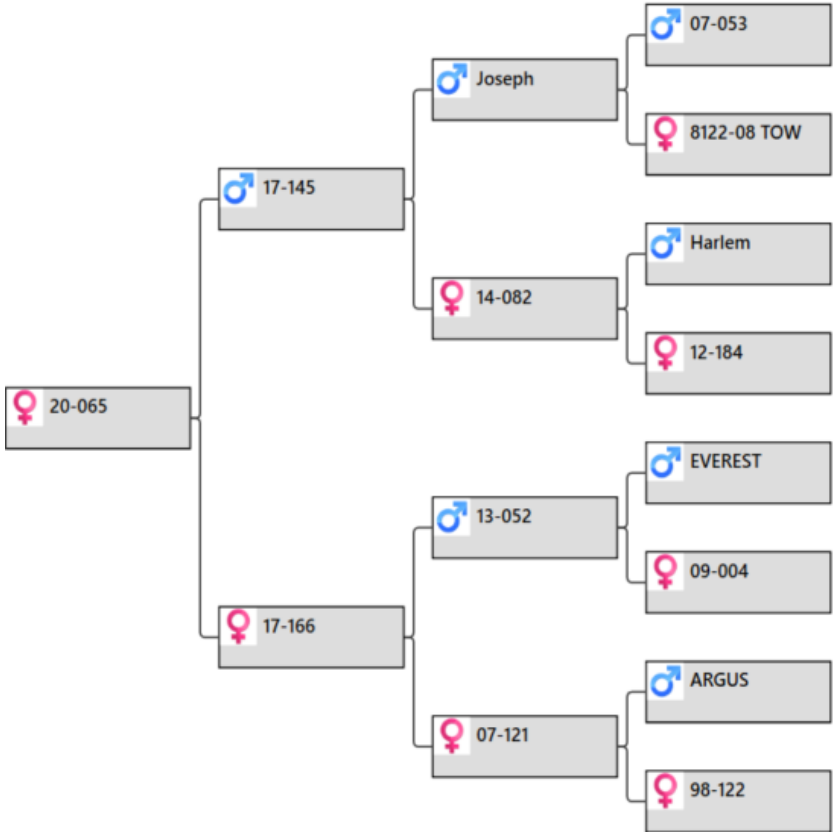 07-053
Joseph
8122-08 TOW
17-145
Harlem
14-082
12-184
20-065
EVEREST
13-052
09-004
17-166
ARGUS
07-121
98-122